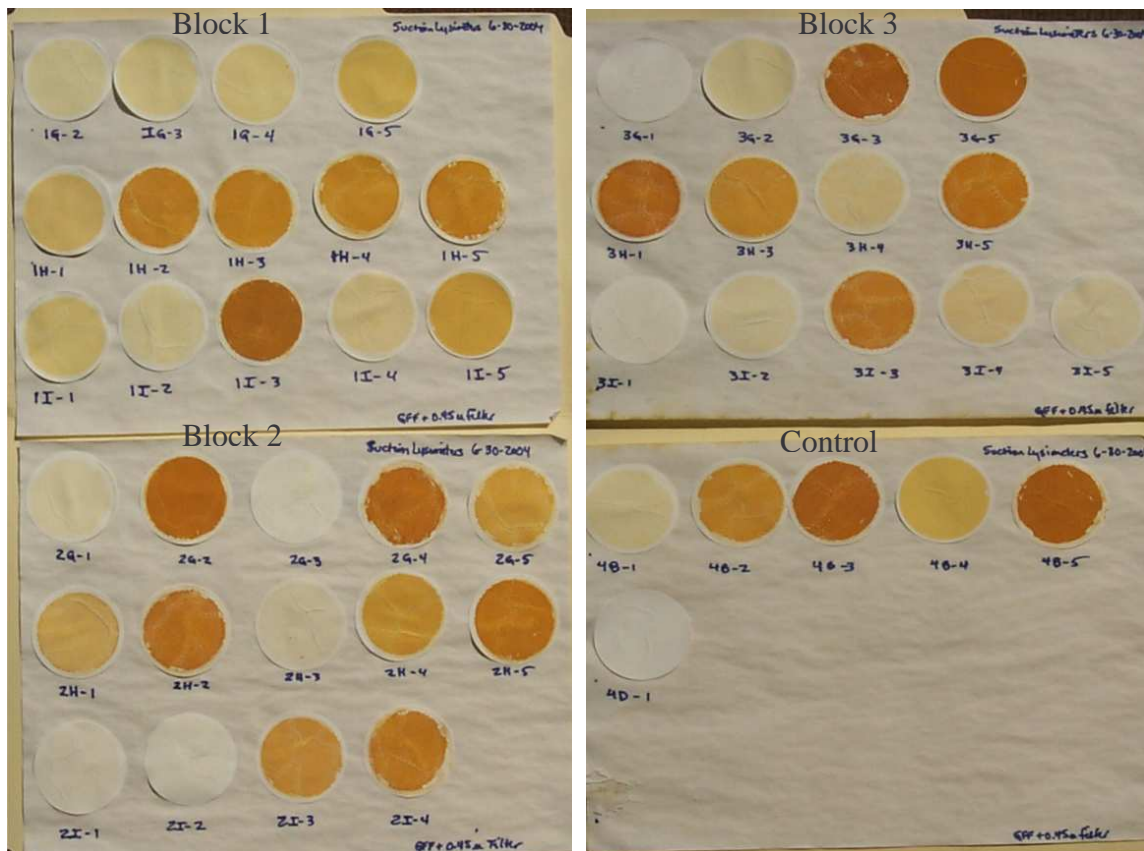 Block 1
Suction Lysimeters 6-30-2004
1G-2 1G-3 1G-4 1G-5
1H-1 1H-2 1H-3 1H-4 1H-5
1I-1 1I-2 1I-3 1I-4 1I-5
GFF + 0.45u Filter
Block 3
Suction Lysimeters 6-30-200
3G-1 3G-2 3G-3 3G-5
3H-1 3H-3 3H-4 3H-5
3I-1 3I-2 3I-3 3I-4 3I-5
GFF + 0.45u filter
Block 2
Suction Lysimeters 6-30-2004
2G-1 2G-2 2G-3 2G-4 2G-5
2H-1 2H-2 2H-3 2H-4 2H-5
2I-1 2I-2 2I-3 2I-4
GFF + 0.45u Filter
Control
Suction Lysimeters 6-30-200
4B-1 4B-2 4B-3 4B-4 4B-5
4D-1
GFF + 0.45u filter